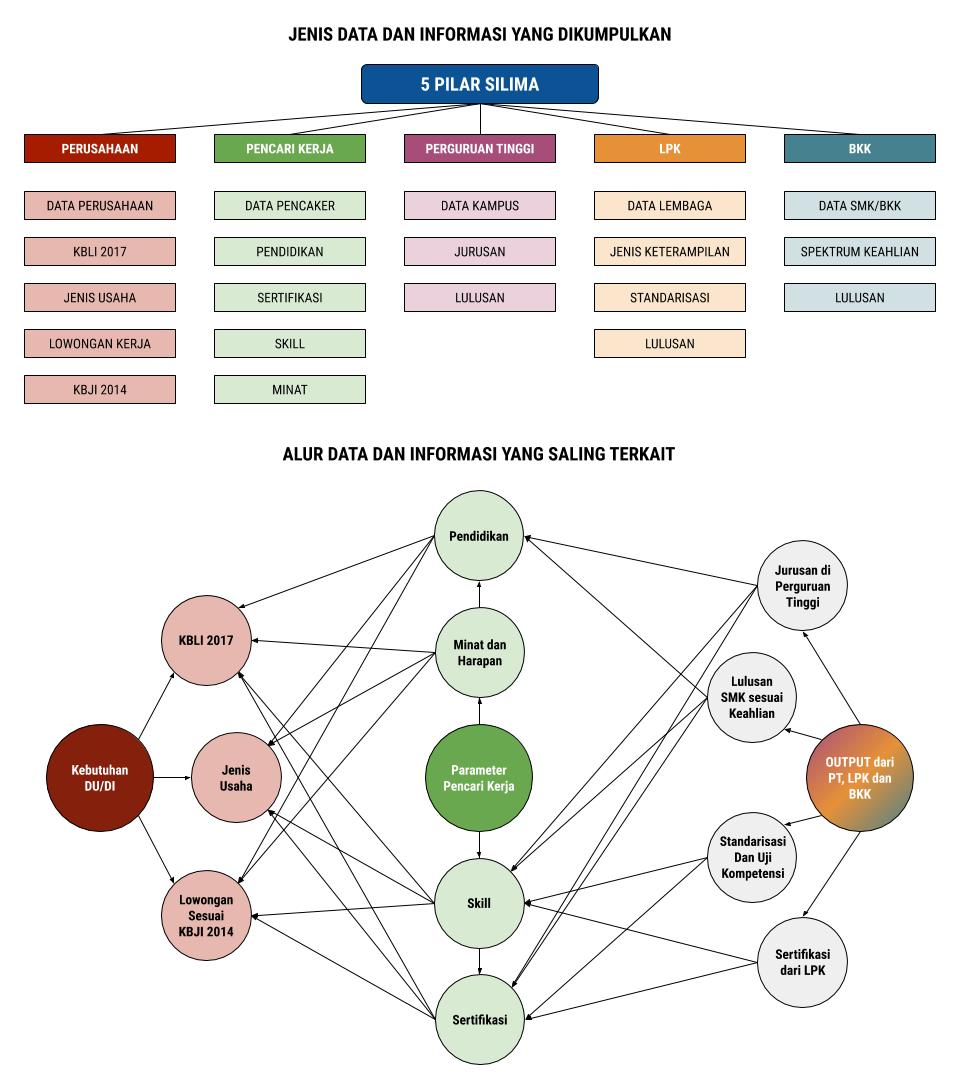 JENIS DATA DAN INFORMASI YANG DIKUMPULKAN
5 PILAR SILIMA
PERUSAHAAN
PENCARI KERJA
PERGURUAN TINGGI
LPK
BKK
DATA PERUSAHAAN
DATA PENCAKER
DATA KAMPUS
DATA LEMBAGA
DATA SMK/BKK
KBLI 2017
PENDIDIKAN
JURUSAN
JENIS KETERAMPILAN
SPEKTRUM KEAHLIAN
JENIS USAHA
SERTIFIKASI
LULUSAN
STANDARISASI
LULUSAN
LOWONGAN KERJA
SKILL
LULUSAN
KBJI 2014
MINAT
ALUR DATA DAN INFORMASI YANG SALING TERKAIT
Pendidikan
Jurusan di
Perguruan
Tinggi
KBLI 2017
Minat dan
Harapan
Lulusan
SMK sesuai
Keahlian
Kebutuhan
DU/DI
Jenis
Usaha
Parameter
Pencari Kerja
OUTPUT dari
PT, LPK dan
BKK
Standarisasi
Dan Uji
Kompetensi
Lowongan
Sesuai
KBJI 2014
Skill
Sertifikasi
dari LPK
Sertifikasi